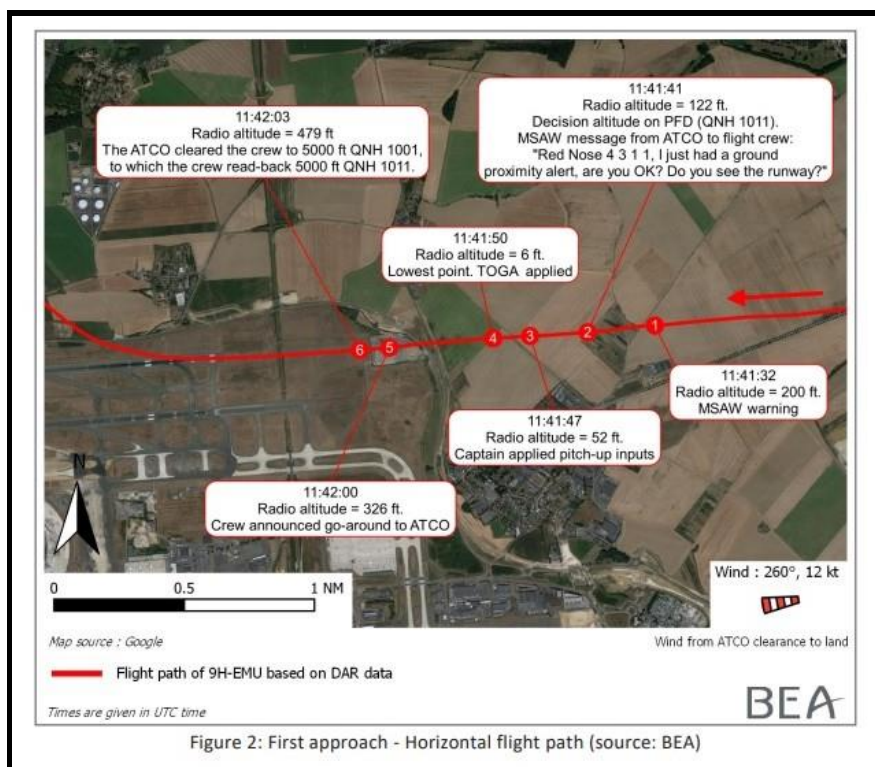 11:42:03
Radio altitude = 479 ft
The ATCO cleared the crew to 5000 ft QNH 1001,
to which the crew read-back 5000 ft QNH 1011.
11:41:41
Radio altitude = 122 ft.
Decision altitude on PFD (QNH 1011).
MSAW message from ATCO to flight crew:
"Red Nose 4 3 1 1, I just had a ground
proximity alert, are you OK? Do you see the runway?"
11:41:50
Radio altitude = 6 ft.
Lowest point. TOGA applied
6
5
4
3
2
1
11:41:32
Radio altitude = 200 ft.
MSAW warning
11:41:47
Radio altitude = 52 ft.
Captain applied pitch-up inputs
11:42:00
Radio altitude = 326 ft.
Crew announced go-around to ATCO
N
0
0.5
1 NM
Wind : 260°, 12 kt
Map source : Google
Wind from ATCO clearance to land
Flight path of 9H-EMU based on DAR data
Times are given in UTC time
BEA
Figure 2: First approach - Horizontal flight path (source: BEA)